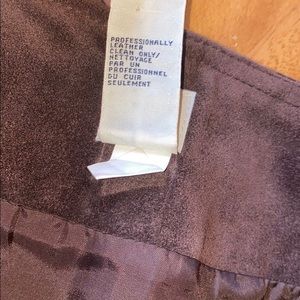 PROFESSIONALLY
LEATHER
CLEAN ONLY/
NETTOYAGE
PAR UN
PROFESSIONNEL
DU CUIR
SEULEMENT